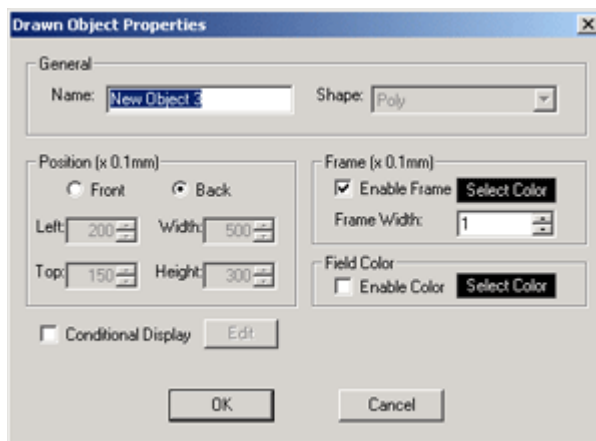 Drawn Object Properties
General
Name: New Object 3 Shape: Poly
Position (x 0.1mm)
Front Back
Left: 200 Width: 500
Top: 150 Height: 300
Frame (x 0.1mm)
Enable Frame Select Color
Frame Width: 1
Field Color
Enable Color Select Color
Conditional Display Edit
OK Cancel